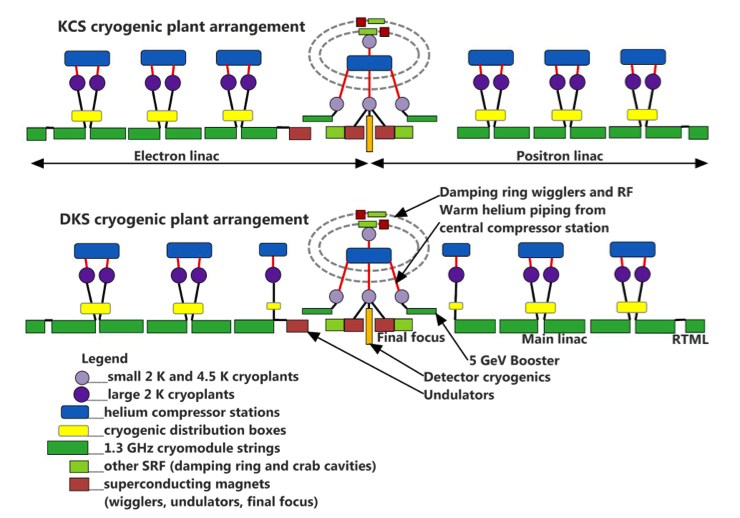 KCS cryogenic plant arrangement
Electron linac
Positron linac
DKS cryogenic plant arrangement
Damping ring wigglers and RF
Warm helium piping from
central compressor station
Final focus
Main linac
RTML
5 GeV Booster
Detector cryogenics
Undulators
Legend
small 2 K and 4.5 K cryoplants
large 2 K cryoplants
helium compressor stations
cryogenic distribution boxes
1.3 GHz cryomodule strings
other SRF (damping ring and crab cavities)
superconducting magnets
(wigglers, undulators, final focus)